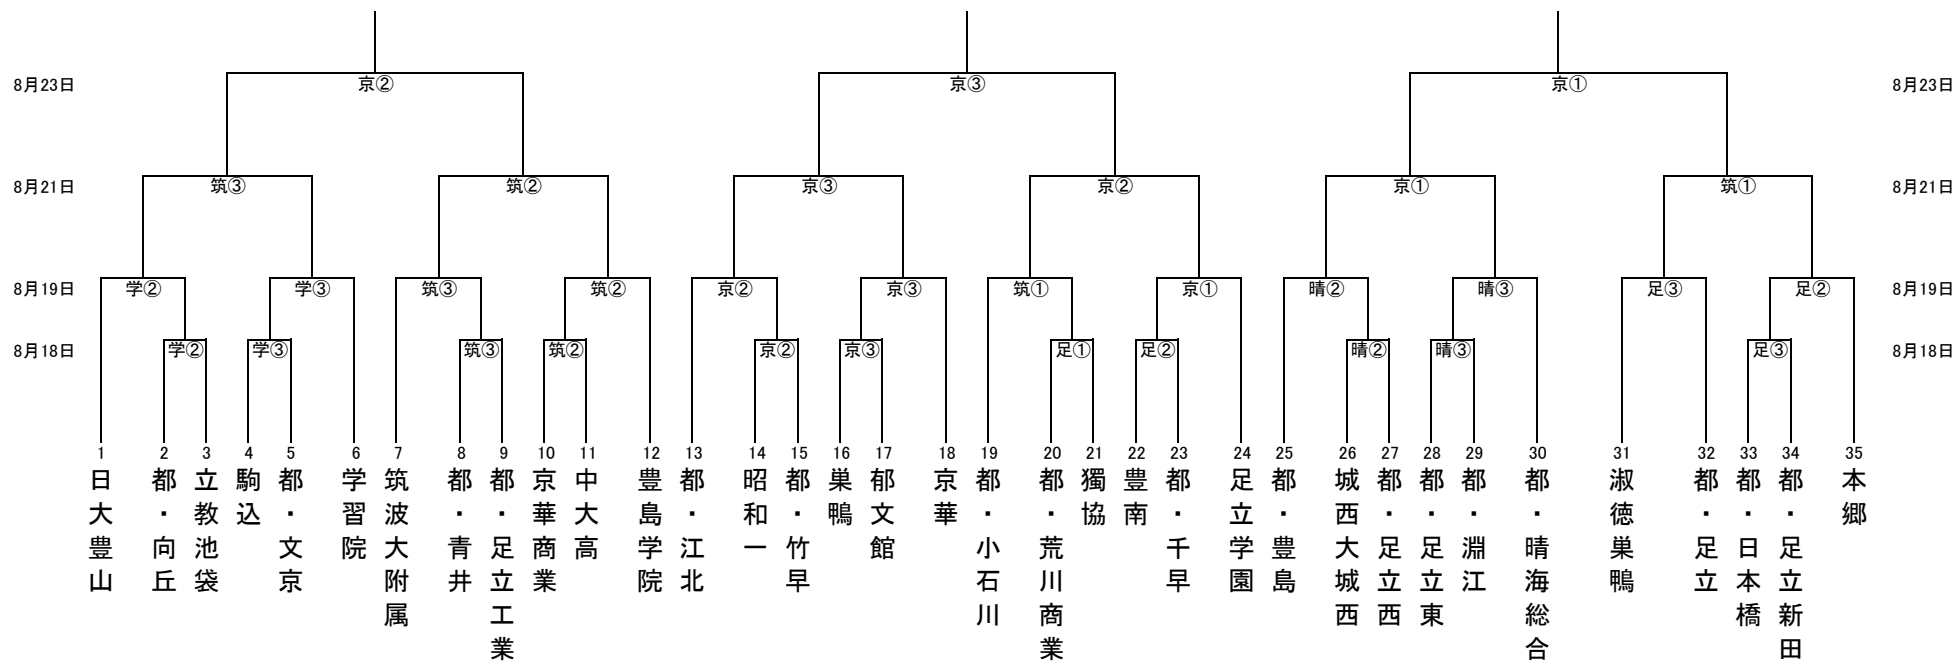 8月23日 京② 京③ 京① 8月23日
8月21日 筑③ 筑② 京③ 京② 京① 筑① 8月21日
8月19日 学② 学③ 筑③ 筑② 京② 京③ 筑① 京① 晴② 晴③ 足③ 足② 8月19日
8月18日 学② 学③ 筑③ 筑② 京② 京③ 足① 足② 晴② 晴③ 足③ 8月18日
1 日大豊山
2 都・向丘
3 立教池袋
4 駒込
5 都・文京
6 学習院
7 筑波大附属
8 都・青井
9 都・足立工業
10 京華商業
11 中大高
12 豊島学院
13 都・江北
14 昭和一
15 都・竹早
16 巣鴨
17 郁文館
18 京華
19 都・小石川
20 都・荒川商業
21 獨協
22 豊南
23 都・千早
24 足立学園
25 都・豊島
26 城西大城西
27 都・足立西
28 都・足立東
29 都・淵江
30 都・晴海総合
31 淑徳巣鴨
32 都・足立
33 都・日本橋
34 都・足立新田
35 本郷